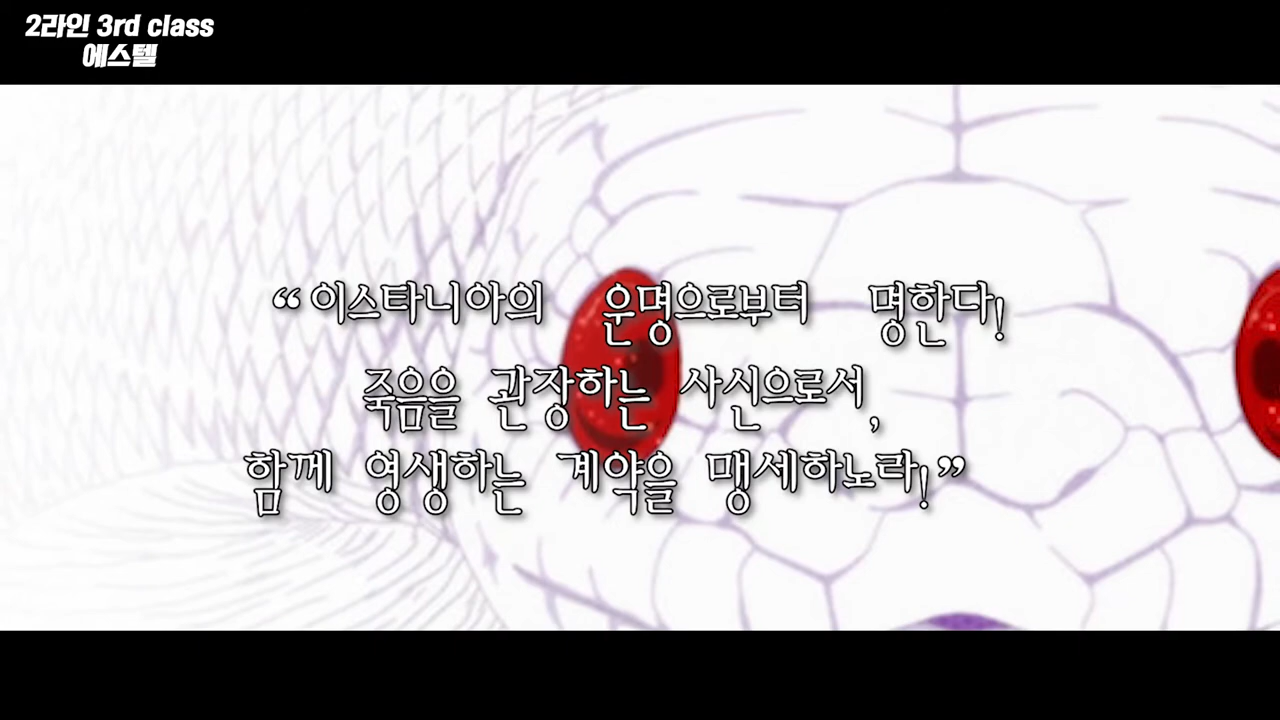 2라인 3rd class
에스텔
“이스타니아의 운명으로부터 명한다!
죽음을 관장하는 사신으로서,
함께 영생하는 계약을 맹세하노라!”